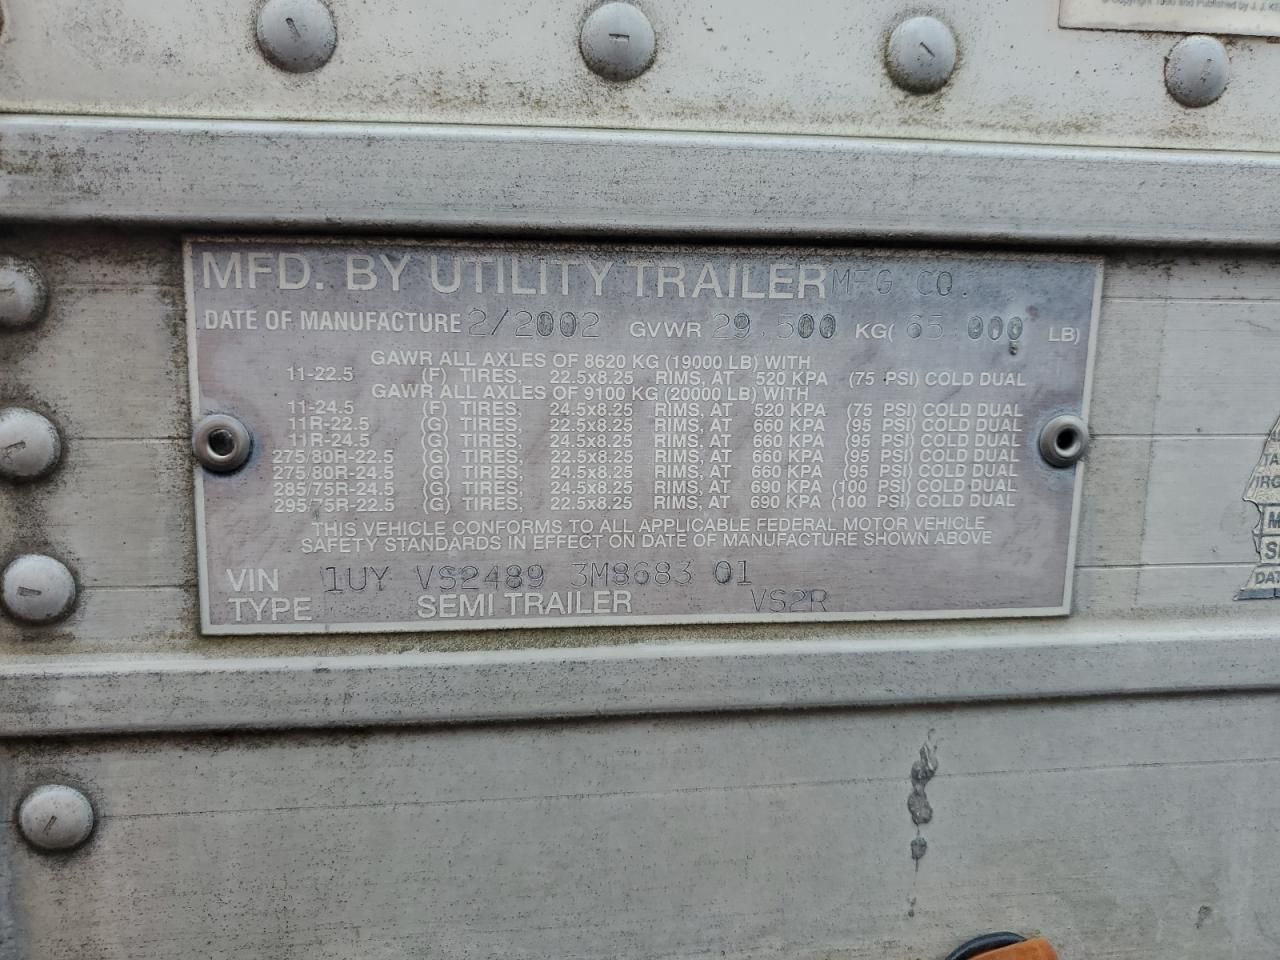 © Copyright 1990 and Published by J. J.
MFD. BY UTILITY TRAILER MFG CO.
DATE OF MANUFACTURE 2/2002 GVWR 29,500 KG( 65 000 LB)
GAWR ALL AXLES OF 8620 KG (19000 LB) WITH
11-22.5 (F) TIRES, 22.5x8.25 RIMS, AT 520 KPA (75 PSI) COLD DUAL
GAWR ALL AXLES OF 9100 KG (20000 LB) WITH
11-24.5 (F) TIRES, 24.5x8.25 RIMS, AT 520 KPA (75 PSI) COLD DUAL
11R-22.5 (G) TIRES, 22.5x8.25 RIMS, AT 660 KPA (95 PSI) COLD DUAL
11R-24.5 (G) TIRES, 24.5x8.25 RIMS, AT 660 KPA (95 PSI) COLD DUAL
275/80R-22.5 (G) TIRES, 22.5x8.25 RIMS, AT 660 KPA (95 PSI) COLD DUAL
275/80R-24.5 (G) TIRES, 24.5x8.25 RIMS, AT 660 KPA (95 PSI) COLD DUAL
285/75R-24.5 (G) TIRES, 24.5x8.25 RIMS, AT 690 KPA (100 PSI) COLD DUAL
295/75R-22.5 (G) TIRES, 22.5x8.25 RIMS, AT 690 KPA (100 PSI) COLD DUAL
THIS VEHICLE CONFORMS TO ALL APPLICABLE FEDERAL MOTOR VEHICLE
SAFETY STANDARDS IN EFFECT ON DATE OF MANUFACTURE SHOWN ABOVE
VIN 1UY VS2489 3M8683 01
TYPE SEMI TRAILER VS2R